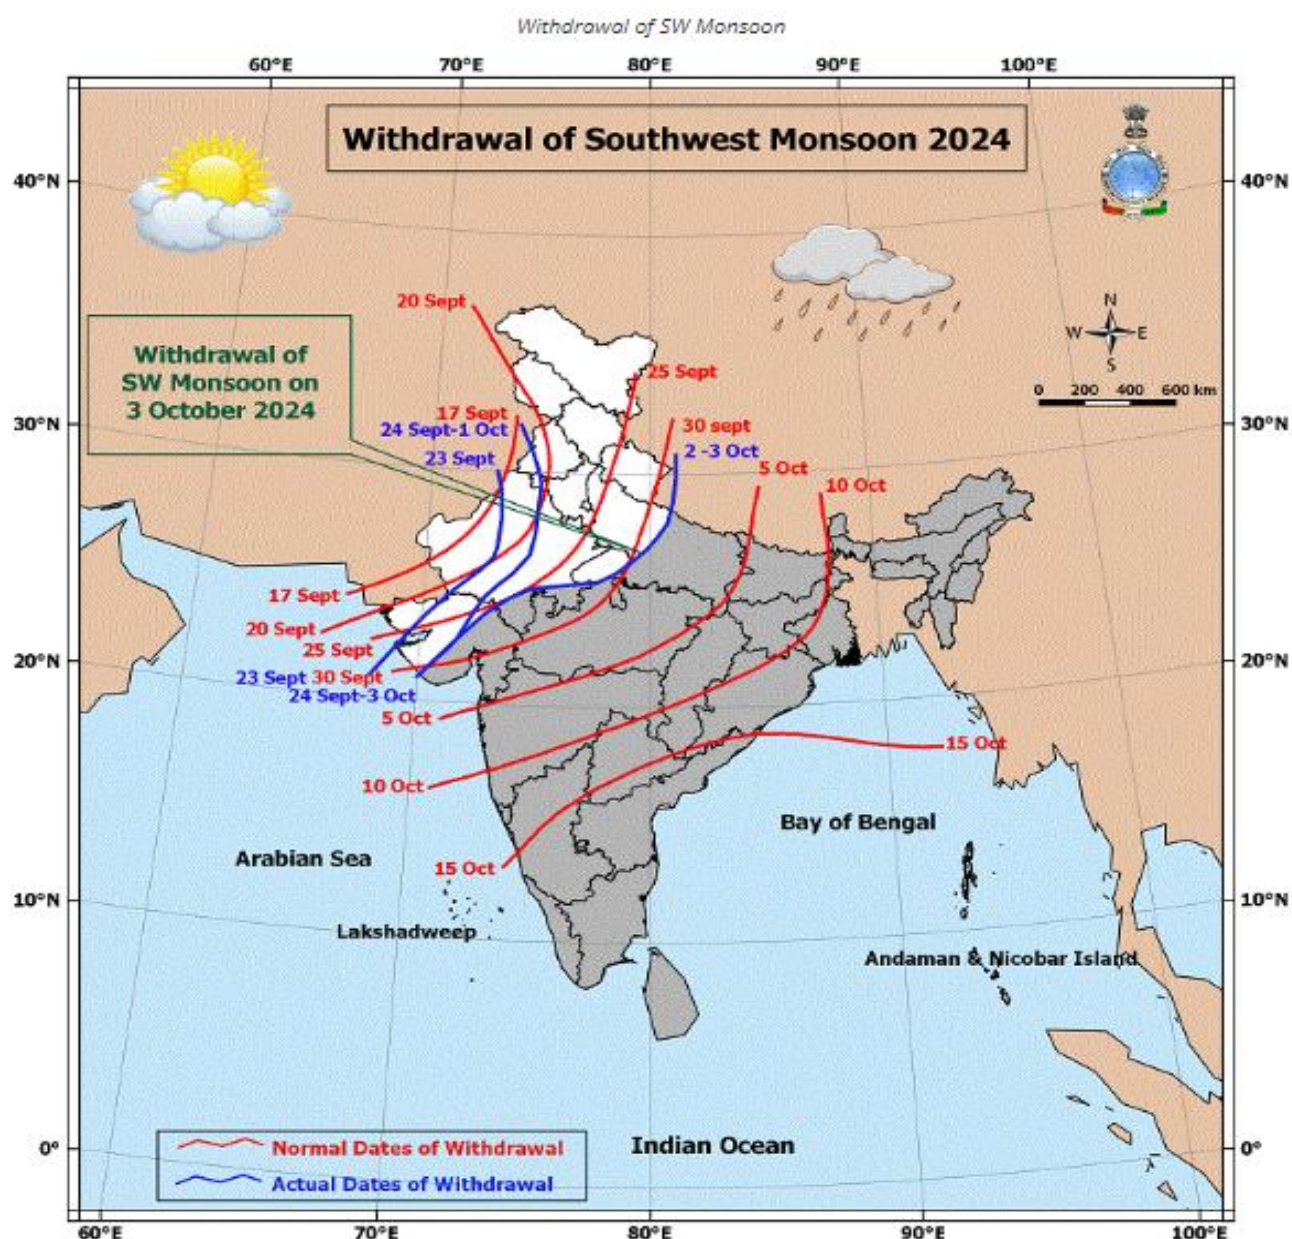 Withdrawal of SW Monsoon
60°E 70°E 80°E 90°E 100°E
Withdrawal of Southwest Monsoon 2024
40°N 40°N
20 Sept
N
W E
S
Withdrawal of
SW Monsoon on
3 October 2024
25 Sept
0 200 400 600 km
17 Sept
30°N 30°N
24 Sept-1 Oct
30 sept
23 Sept
2 -3 Oct
5 Oct
10 Oct
17 Sept
20 Sept
25 Sept
20°N 20°N
23 Sept 30 Sept
24 Sept-3 Oct
5 Oct
15 Oct
10 Oct
Bay of Bengal
Arabian Sea
15 Oct
10°N 10°N
Lakshadweep
Andaman & Nicobar Island
0° 0°
Indian Ocean
Normal Dates of Withdrawal
Actual Dates of Withdrawal
60°E 70°E 80°E 90°E 100°E